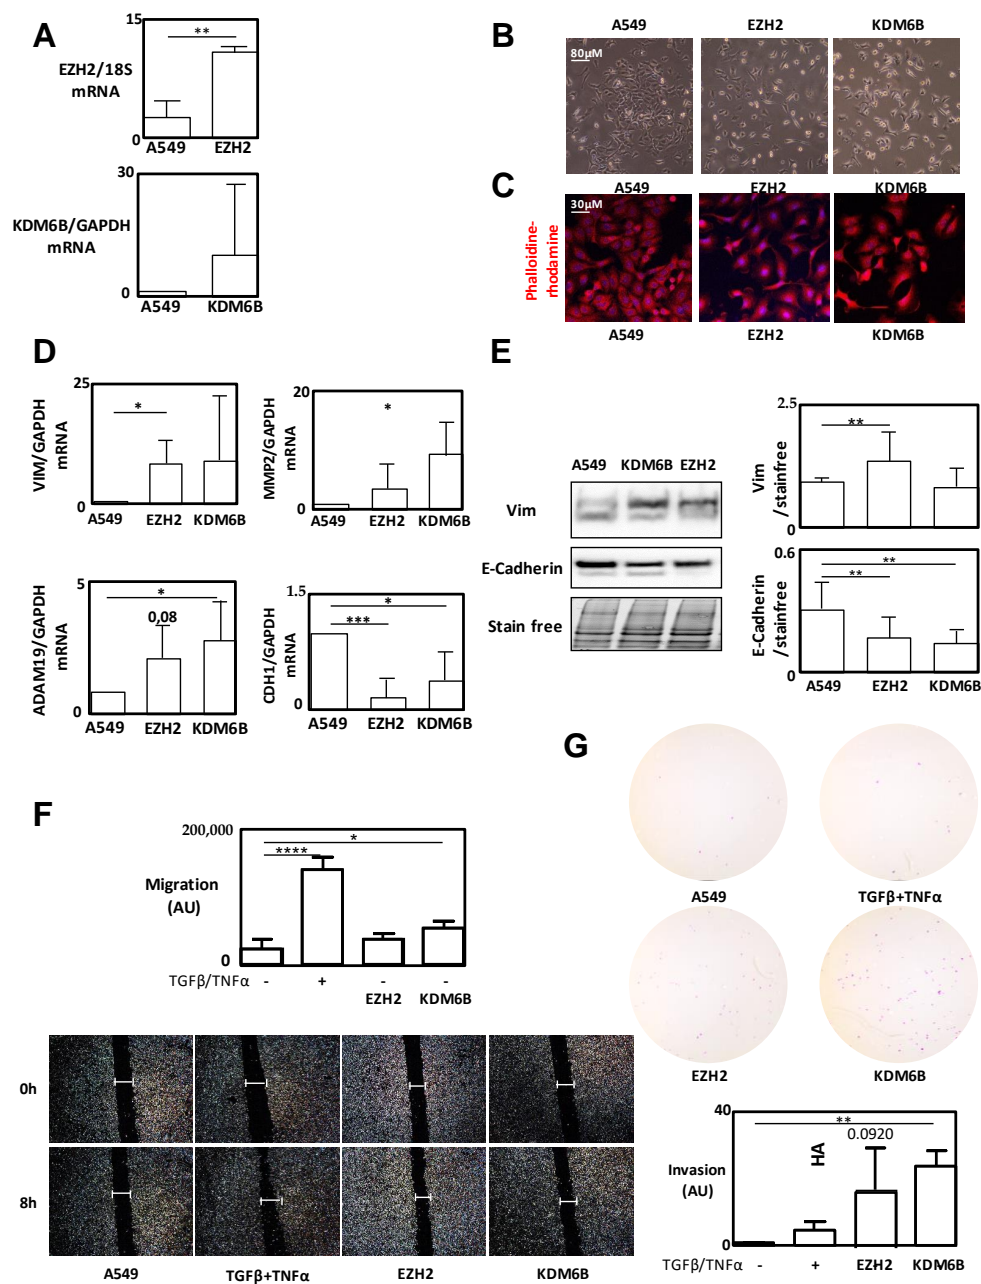 A
15
**
EZH2/18S
mRNA
0
A549 EZH2
30
KDM6B/GAPDH
mRNA
0
A549 KDM6B
B
A549 EZH2 KDM6B
80μM
C
A549 EZH2 KDM6B
30μM
Phalloidine-
rhodamine
A549 EZH2 KDM6B
D
25
*
VIM/GAPDH
mRNA
0
A549 EZH2 KDM6B
20
*
MMP2/GAPDH
mRNA
0
A549 EZH2 KDM6B
5
*
0,08
ADAM19/GAPDH
mRNA
0
A549 EZH2 KDM6B
1.5
*
***
CDH1/GAPDH
mRNA
0
A549 EZH2 KDM6B
E
A549 KDM6B EZH2
Vim
E-Cadherin
Stain free
2.5
**
Vim
/stainfree
0
0.6
**
**
E-Cadherin
/stainfree
0
A549 EZH2 KDM6B
F
200,000
*
****
Migration
(AU)
0
TGFβ/TNFα - + - -
EZH2 KDM6B
0h
8h
A549 TGFβ+TNFα EZH2 KDM6B
G
A549 TGFβ+TNFα
EZH2 KDM6B
40
**
0.0920
HA
Invasion
(AU)
0
TGFβ/TNFα - + EZH2 KDM6B